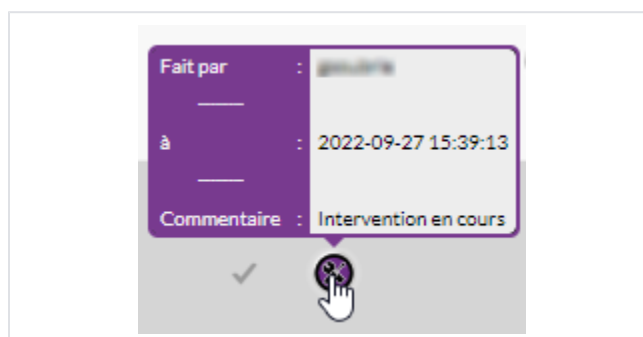 Fait par :
à : 2022-09-27 15:39:13
Commentaire : Intervention en cours